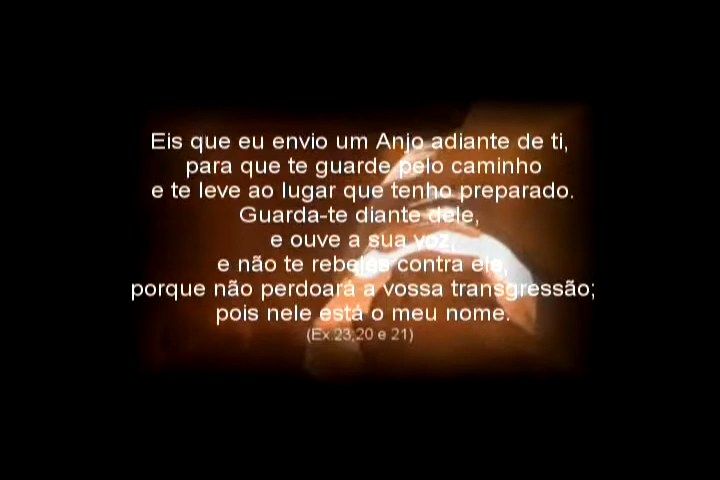 Eis que eu envio um Anjo adiante de ti,
para que te guarde pelo caminho
e te leve ao lugar que tenho preparado.
Guarda-te diante dele,
e ouve a sua voz,
e não te rebeles contra ele,
porque não perdoará a vossa transgressão;
pois nele está o meu nome.
(Ex.23;20 e 21)